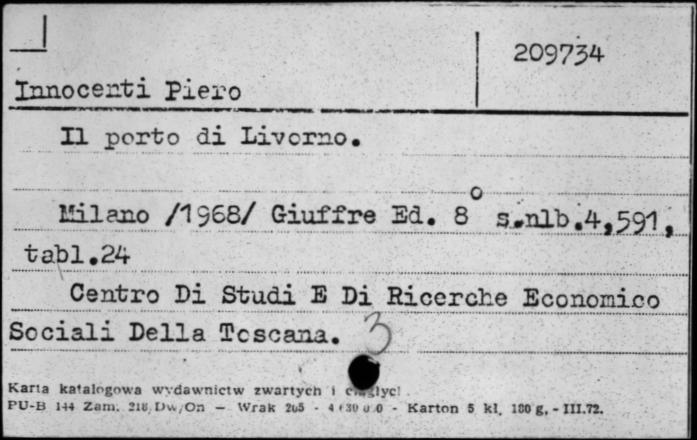 209734
Innocenti Piero
Il porto di Livorno.
Milano /1968/ Giuffre Ed. 8° s.nlb.4,591,
tabl.24
Centro Di Studi E Di Ricerche Economico
Sociali Della Toscana. 3
Karta katalogowa wydawnictw zwartych i
PU-B 144 Zam. 218/Dw/On — Wrak 205 - - Karton 5 kl. 180 g, - III.72.